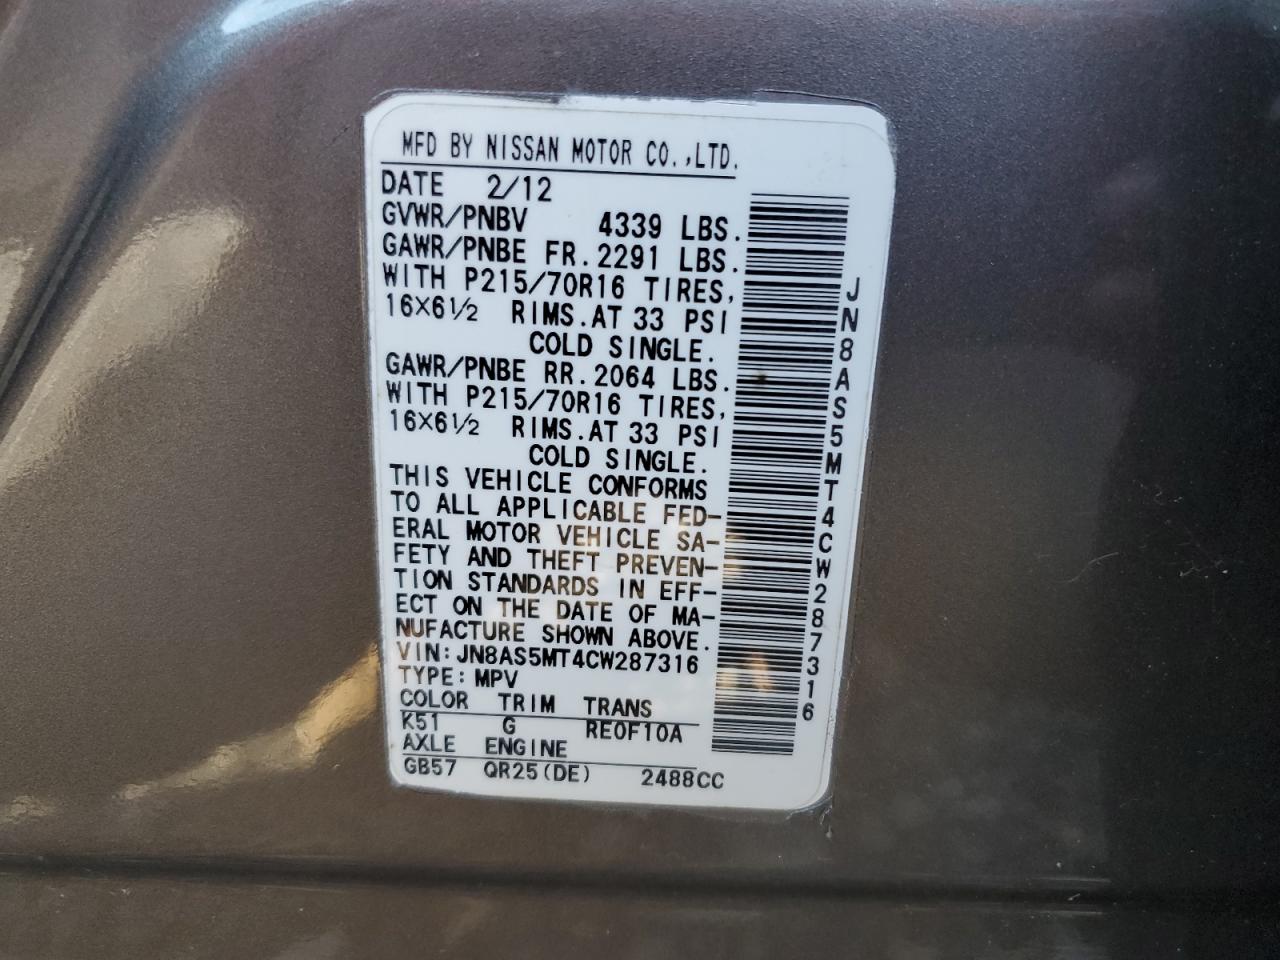 MFD BY NISSAN MOTOR CO.,LTD.
DATE 2/12
GVWR/PNBV 4339 LBS.
GAWR/PNBE FR.2291 LBS.
WITH P215/70R16 TIRES,
16X6½ RIMS.AT 33 PSI
COLD SINGLE.
GAWR/PNBE RR.2064 LBS.
WITH P215/70R16 TIRES,
16X6½ RIMS.AT 33 PSI
COLD SINGLE.
THIS VEHICLE CONFORMS
TO ALL APPLICABLE FED-
ERAL MOTOR VEHICLE SA-
FETY AND THEFT PREVEN-
TION STANDARDS IN EFF-
ECT ON THE DATE OF MA-
NUFACTURE SHOWN ABOVE.
VIN:JN8AS5MT4CW287316
TYPE:MPV
COLOR TRIM TRANS
K51 G RE0F10A
AXLE ENGINE
GB57 QR25(DE) 2488CC
JN8AS5MT4CW287316